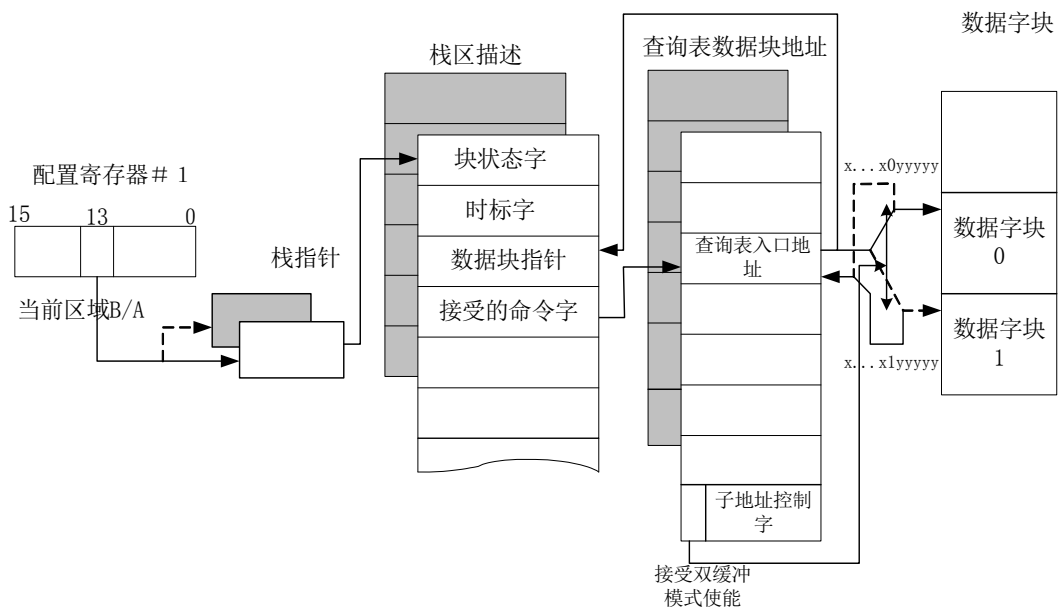 数据字块
栈区描述
查询表数据块地址
配置寄存器＃1
15 13 0
当前区域B/A
栈指针
块状态字
时标字
数据块指针
接受的命令字
查询表入口地
址
子地址控制
字
接受双缓冲
模式使能
x...x0yyyyy
x...x1yyyyy
数据字块
0
数据字块
1